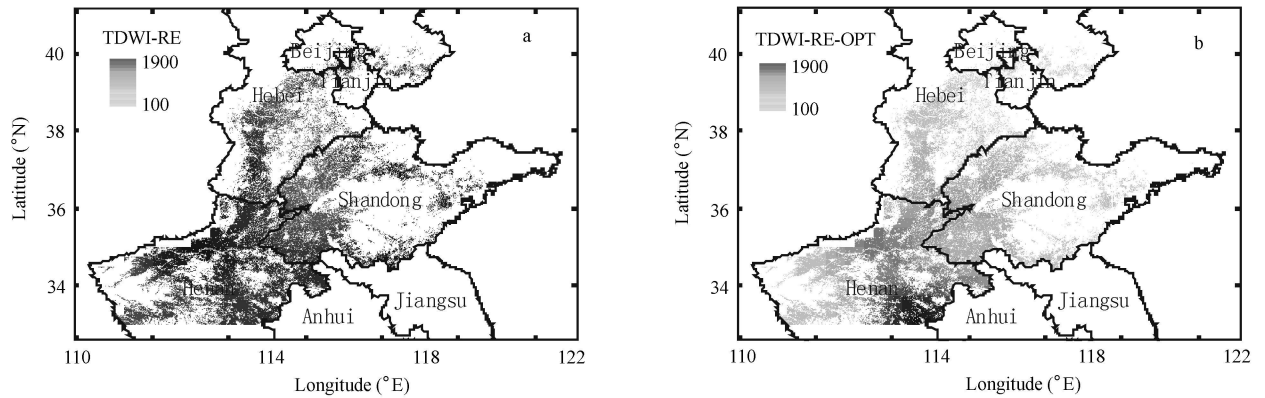 TDWI-RE
1900
100
a
40
38
36
34
Latitude (°N)
Beijing
Tianjin
Hebei
Shandong
Henan
Jiangsu
Anhui
110
114
118
122
Longitude (°E)
TDWI-RE-OPT
1900
100
b
40
38
36
34
Latitude (°N)
Beijing
Tianjin
Hebei
Shandong
Henan
Jiangsu
Anhui
110
114
118
122
Longitude (°E)